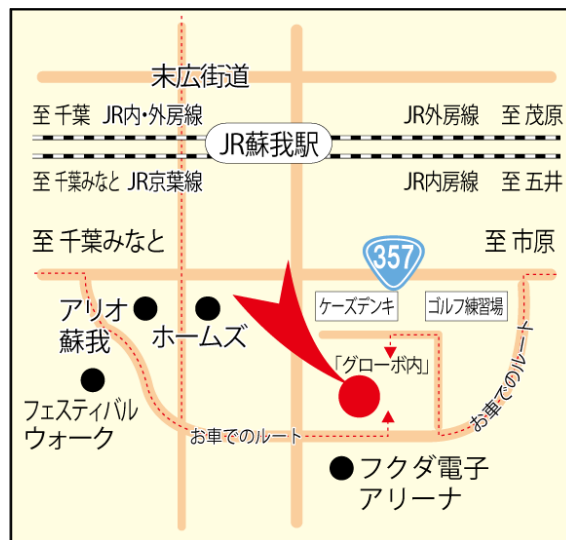 末広街道
至 千葉 JR内・外房線
JR外房線 至 茂原
JR蘇我駅
至 千葉みなと JR京葉線
JR内房線 至 五井
至 千葉みなと
357
至 市原
アリオ
蘇我
ホームズ
ケーズデンキ
ゴルフ練習場
「グローボ内」
フェスティバル
ウォーク
お車でのルート
お車でのルート
フクダ電子
アリーナ